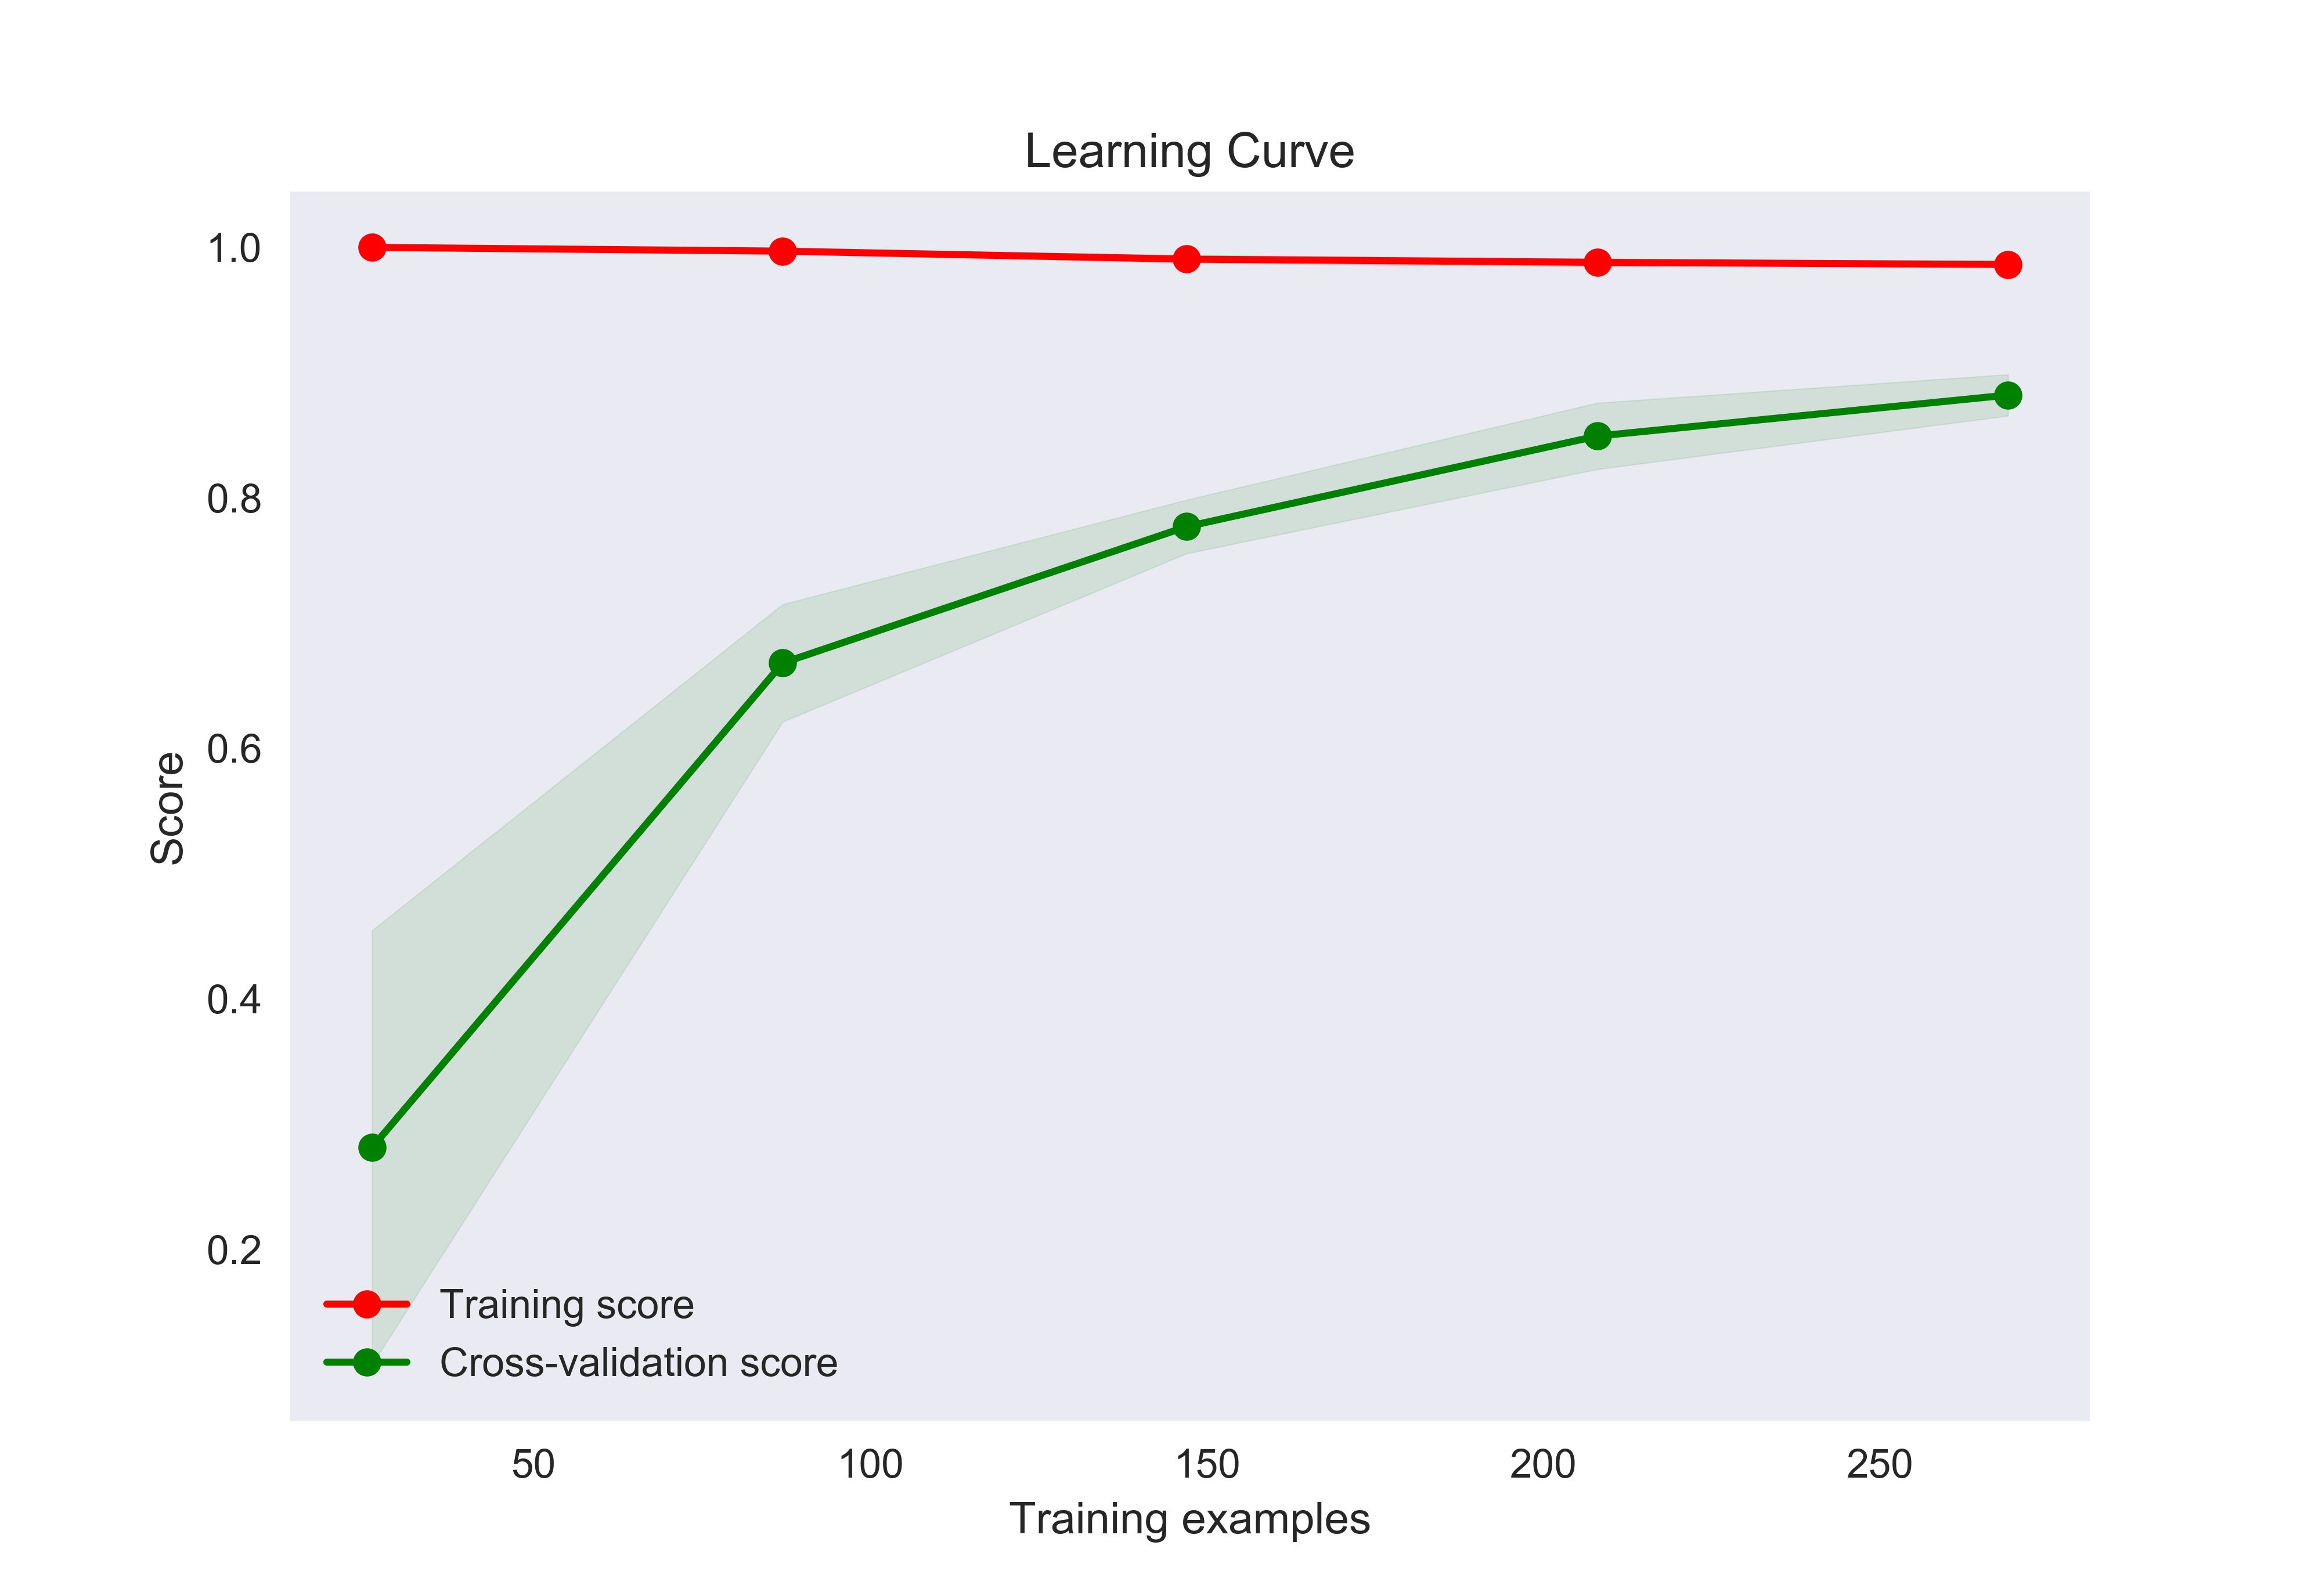 Learning Curve
1.0
0.8
0.6
0.4
0.2
Score
Training score
Cross-validation score
50 100 150 200 250
Training examples